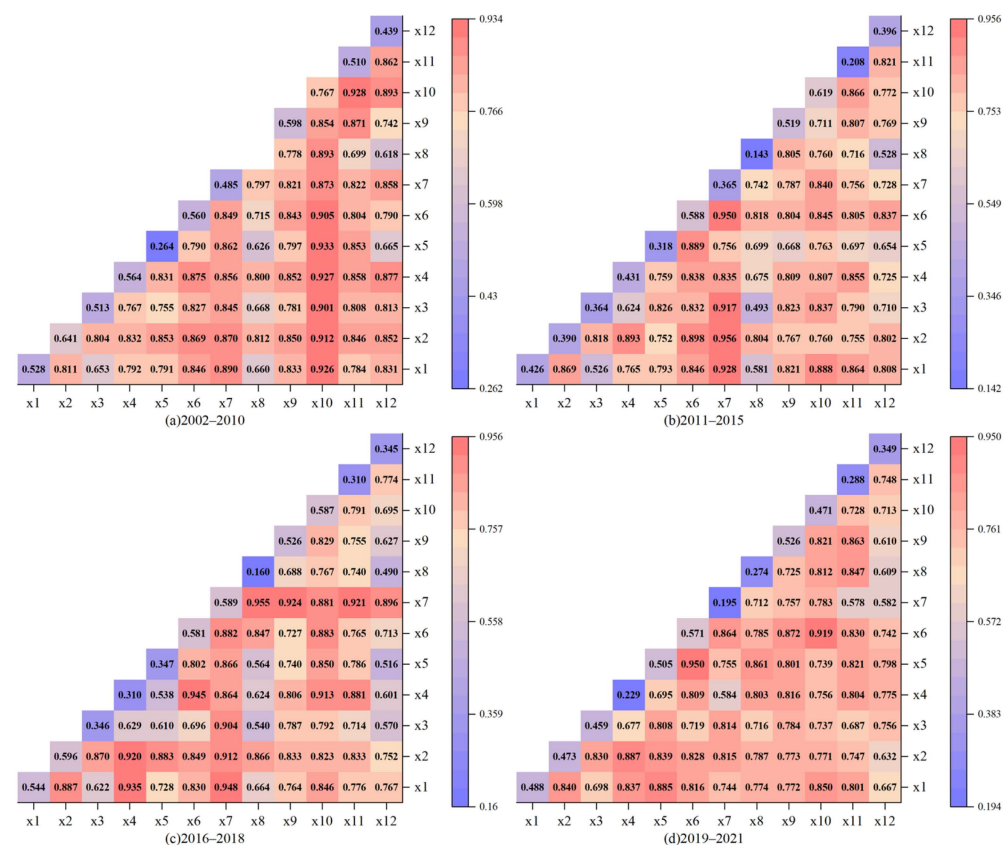 0.439 x12 0.934
0.510 0.862 x11
0.767 0.928 0.893 x10
0.766
0.598 0.854 0.871 0.742 x9
0.778 0.893 0.699 0.618 x8
0.485 0.797 0.821 0.873 0.822 0.858 x7
0.598
0.560 0.849 0.715 0.843 0.905 0.804 0.790 x6
0.264 0.790 0.862 0.626 0.797 0.933 0.853 0.665 x5
0.564 0.831 0.875 0.856 0.800 0.852 0.927 0.858 0.877 x4
0.43
0.513 0.767 0.755 0.827 0.845 0.668 0.781 0.901 0.808 0.813 x3
0.641 0.804 0.832 0.853 0.869 0.870 0.812 0.850 0.912 0.846 0.852 x2
0.528 0.811 0.653 0.792 0.791 0.846 0.890 0.660 0.833 0.926 0.784 0.831 x1
0.262
x1 x2 x3 x4 x5 x6 x7 x8 x9 x10 x11 x12
(a)2002–2010
0.396 x12 0.956
0.208 0.821 x11
0.619 0.866 0.772 x10
0.753
0.519 0.711 0.807 0.769 x9
0.143 0.805 0.760 0.716 0.528 x8
0.365 0.742 0.787 0.840 0.756 0.728 x7
0.549
0.588 0.950 0.818 0.804 0.845 0.805 0.837 x6
0.318 0.889 0.756 0.699 0.668 0.763 0.697 0.654 x5
0.431 0.759 0.838 0.835 0.675 0.809 0.807 0.855 0.725 x4
0.346
0.364 0.624 0.826 0.832 0.917 0.493 0.823 0.837 0.790 0.710 x3
0.390 0.818 0.893 0.752 0.898 0.956 0.804 0.767 0.760 0.755 0.802 x2
0.426 0.869 0.526 0.765 0.793 0.846 0.928 0.581 0.821 0.888 0.864 0.808 x1
0.142
x1 x2 x3 x4 x5 x6 x7 x8 x9 x10 x11 x12
(b)2011–2015
0.345 x12 0.956
0.310 0.774 x11
0.587 0.791 0.695 x10
0.757
0.526 0.829 0.755 0.627 x9
0.160 0.688 0.767 0.740 0.490 x8
0.589 0.955 0.924 0.881 0.921 0.896 x7
0.558
0.581 0.882 0.847 0.727 0.883 0.765 0.713 x6
0.347 0.802 0.866 0.564 0.740 0.850 0.786 0.516 x5
0.310 0.538 0.945 0.864 0.624 0.806 0.913 0.881 0.601 x4
0.359
0.346 0.629 0.610 0.696 0.904 0.540 0.787 0.792 0.714 0.570 x3
0.596 0.870 0.920 0.883 0.849 0.912 0.866 0.833 0.823 0.833 0.752 x2
0.544 0.887 0.622 0.935 0.728 0.830 0.948 0.664 0.764 0.846 0.776 0.767 x1
0.16
x1 x2 x3 x4 x5 x6 x7 x8 x9 x10 x11 x12
(c)2016–2018
0.349 x12 0.950
0.288 0.748 x11
0.471 0.728 0.713 x10
0.761
0.526 0.821 0.863 0.610 x9
0.274 0.725 0.812 0.847 0.609 x8
0.195 0.712 0.757 0.783 0.578 0.582 x7
0.572
0.571 0.864 0.785 0.872 0.919 0.830 0.742 x6
0.505 0.950 0.755 0.861 0.801 0.739 0.821 0.798 x5
0.229 0.695 0.809 0.584 0.803 0.816 0.756 0.804 0.775 x4
0.383
0.459 0.677 0.808 0.719 0.814 0.716 0.784 0.737 0.687 0.756 x3
0.473 0.830 0.887 0.839 0.828 0.815 0.787 0.773 0.771 0.747 0.632 x2
0.488 0.840 0.698 0.837 0.885 0.816 0.744 0.774 0.772 0.850 0.801 0.667 x1
0.194
x1 x2 x3 x4 x5 x6 x7 x8 x9 x10 x11 x12
(d)2019–2021